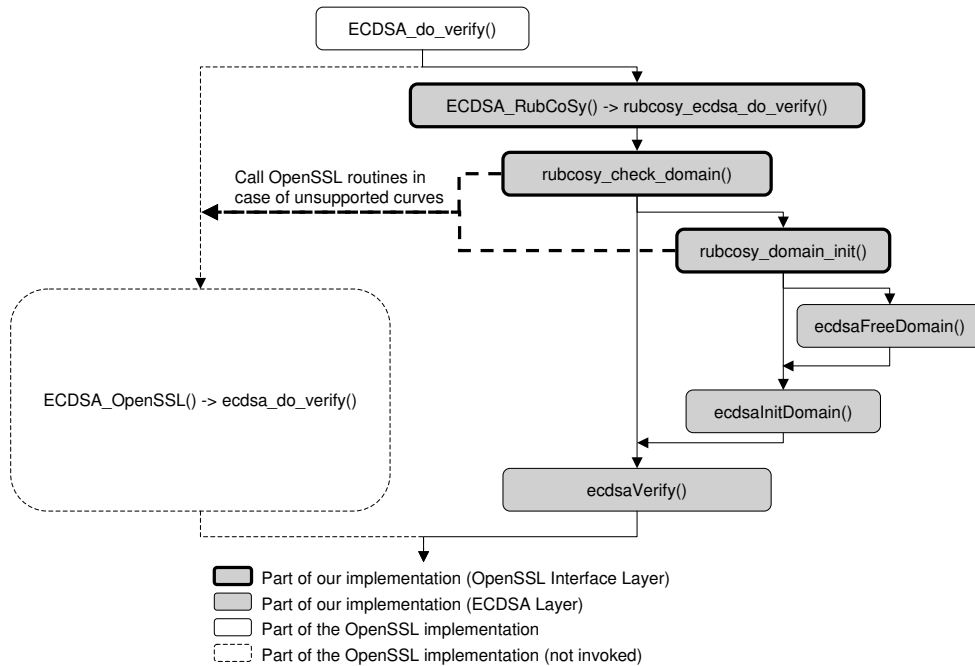 ECDSA_do_verify()
ECDSA_RubCoSy() -> rubcosy_ecdsa_do_verify()
rubcosy_check_domain()
Call OpenSSL routines in
case of unsupported curves
rubcosy_domain_init()
ecdsaFreeDomain()
ECDSA_OpenSSL() -> ecdsa_do_verify()
ecdsaInitDomain()
ecdsaVerify()
Part of our implementation (OpenSSL Interface Layer)
Part of our implementation (ECDSA Layer)
Part of the OpenSSL implementation
Part of the OpenSSL implementation (not invoked)